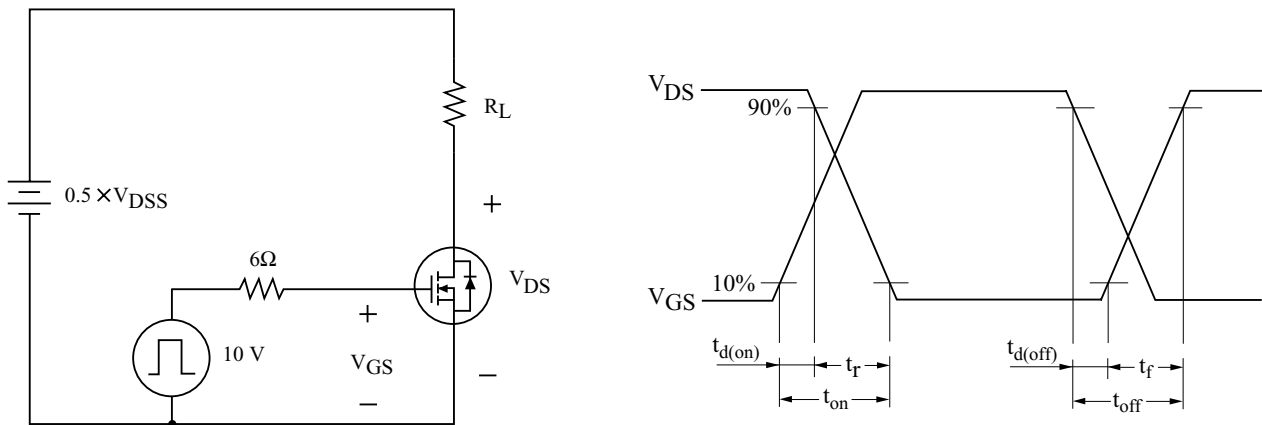 R_L
0.5 × V_DSS
+
6Ω
V_DS
+
10 V
V_GS
−
−
V_DS
90%
10%
V_GS
t_d(on)
t_r
t_on
t_d(off)
t_f
t_off